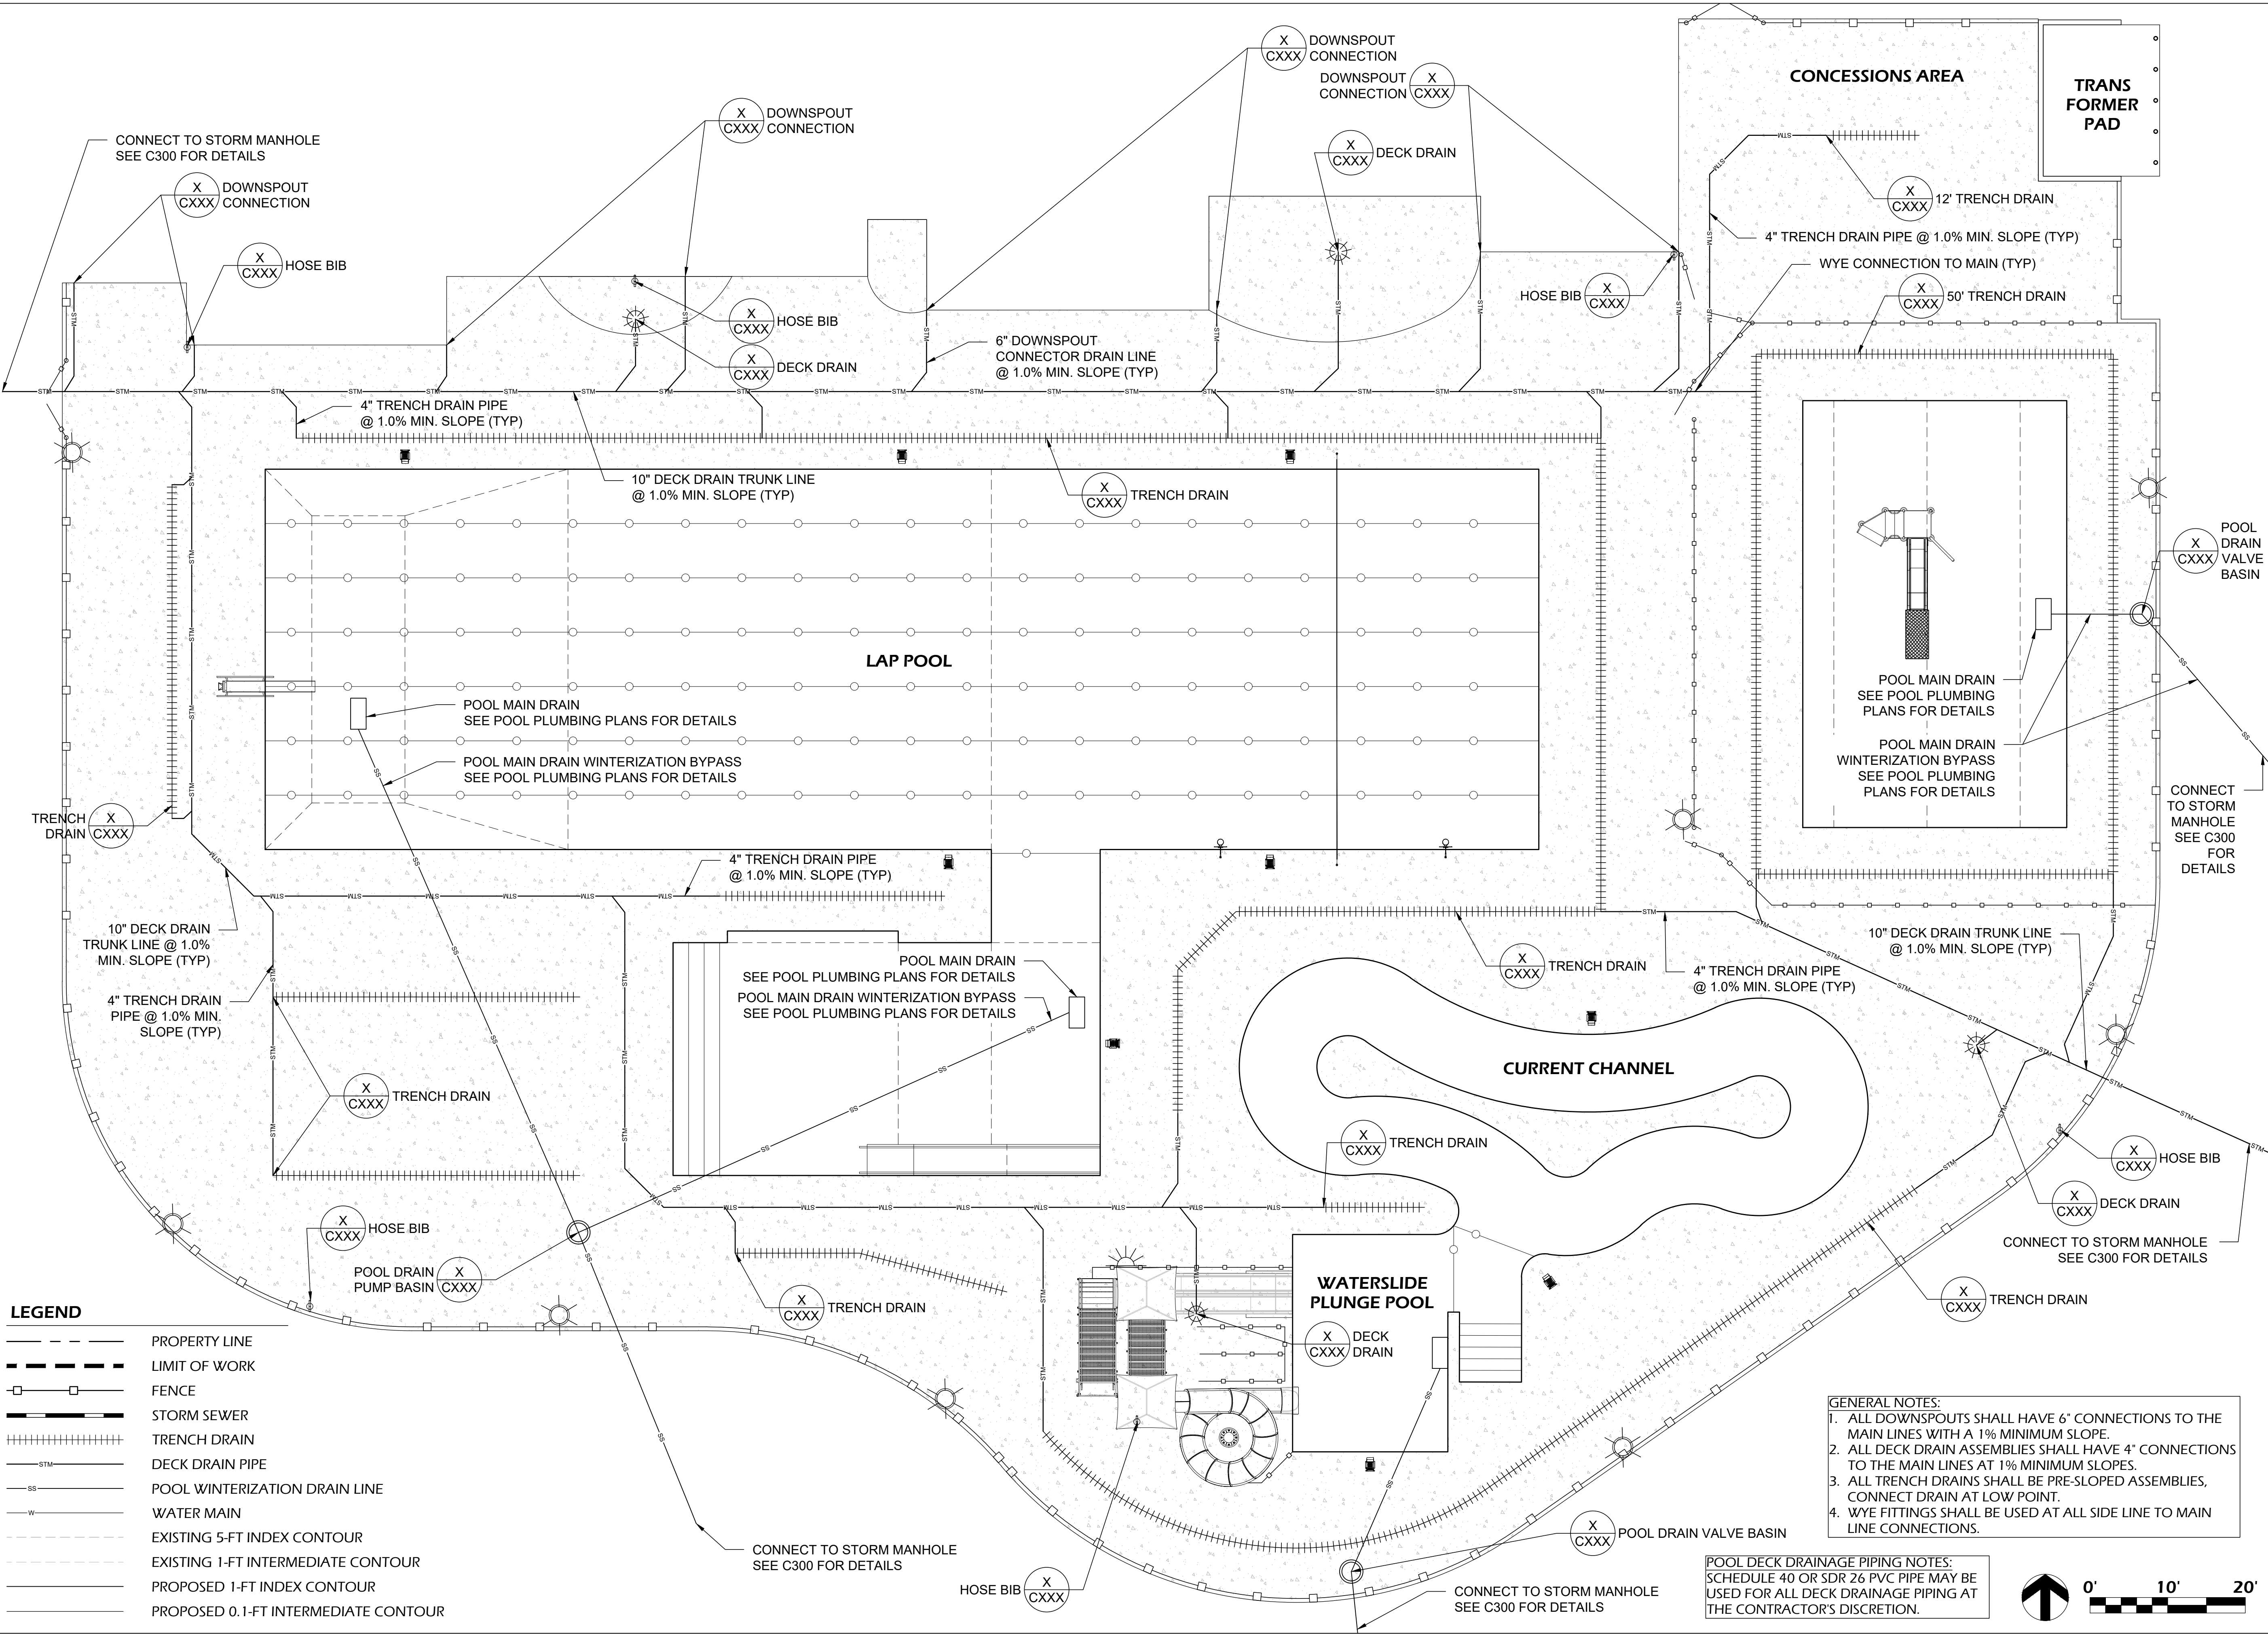 X
CXXX
DOWNSPOUT
CONNECTION
DOWNSPOUT
CONNECTION
X
CXXX
CONCESSIONS AREA
TRANS
FORMER
PAD
X
CXXX
DOWNSPOUT
CONNECTION
CONNECT TO STORM MANHOLE
SEE C300 FOR DETAILS
X
CXXX
DECK DRAIN
X
CXXX
DOWNSPOUT
CONNECTION
X
CXXX
12' TRENCH DRAIN
4" TRENCH DRAIN PIPE @ 1.0% MIN. SLOPE (TYP)
X
CXXX
HOSE BIB
WYE CONNECTION TO MAIN (TYP)
HOSE BIB
X
CXXX
X
CXXX
50' TRENCH DRAIN
X
CXXX
HOSE BIB
X
CXXX
DECK DRAIN
6" DOWNSPOUT
CONNECTOR DRAIN LINE
@ 1.0% MIN. SLOPE (TYP)
4" TRENCH DRAIN PIPE
@ 1.0% MIN. SLOPE (TYP)
10" DECK DRAIN TRUNK LINE
@ 1.0% MIN. SLOPE (TYP)
X
CXXX
TRENCH DRAIN
X
CXXX
POOL
DRAIN
VALVE
BASIN
LAP POOL
POOL MAIN DRAIN
SEE POOL PLUMBING PLANS FOR DETAILS
POOL MAIN DRAIN WINTERIZATION BYPASS
SEE POOL PLUMBING PLANS FOR DETAILS
POOL MAIN DRAIN
SEE POOL PLUMBING
PLANS FOR DETAILS
POOL MAIN DRAIN
WINTERIZATION BYPASS
SEE POOL PLUMBING
PLANS FOR DETAILS
CONNECT
TO STORM
MANHOLE
SEE C300
FOR
DETAILS
TRENCH
DRAIN
X
CXXX
4" TRENCH DRAIN PIPE
@ 1.0% MIN. SLOPE (TYP)
10" DECK DRAIN
TRUNK LINE @ 1.0%
MIN. SLOPE (TYP)
4" TRENCH DRAIN
PIPE @ 1.0% MIN.
SLOPE (TYP)
POOL MAIN DRAIN
SEE POOL PLUMBING PLANS FOR DETAILS
POOL MAIN DRAIN WINTERIZATION BYPASS
SEE POOL PLUMBING PLANS FOR DETAILS
X
CXXX
TRENCH DRAIN
4" TRENCH DRAIN PIPE
@ 1.0% MIN. SLOPE (TYP)
10" DECK DRAIN TRUNK LINE
@ 1.0% MIN. SLOPE (TYP)
CURRENT CHANNEL
X
CXXX
TRENCH DRAIN
X
CXXX
TRENCH DRAIN
X
CXXX
HOSE BIB
X
CXXX
DECK DRAIN
CONNECT TO STORM MANHOLE
SEE C300 FOR DETAILS
X
CXXX
HOSE BIB
POOL DRAIN
PUMP BASIN
X
CXXX
X
CXXX
TRENCH DRAIN
WATERSLIDE
PLUNGE POOL
X
CXXX
DECK
DRAIN
X
CXXX
TRENCH DRAIN
LEGEND
PROPERTY LINE
LIMIT OF WORK
FENCE
STORM SEWER
TRENCH DRAIN
STM
DECK DRAIN PIPE
SS
POOL WINTERIZATION DRAIN LINE
W
WATER MAIN
EXISTING 5-FT INDEX CONTOUR
EXISTING 1-FT INTERMEDIATE CONTOUR
PROPOSED 1-FT INDEX CONTOUR
PROPOSED 0.1-FT INTERMEDIATE CONTOUR
CONNECT TO STORM MANHOLE
SEE C300 FOR DETAILS
HOSE BIB
X
CXXX
X
CXXX
POOL DRAIN VALVE BASIN
CONNECT TO STORM MANHOLE
SEE C300 FOR DETAILS
GENERAL NOTES:
1. ALL DOWNSPOUTS SHALL HAVE 6" CONNECTIONS TO THE
MAIN LINES WITH A 1% MINIMUM SLOPE.
2. ALL DECK DRAIN ASSEMBLIES SHALL HAVE 4" CONNECTIONS
TO THE MAIN LINES AT 1% MINIMUM SLOPES.
3. ALL TRENCH DRAINS SHALL BE PRE-SLOPED ASSEMBLIES,
CONNECT DRAIN AT LOW POINT.
4. WYE FITTINGS SHALL BE USED AT ALL SIDE LINE TO MAIN
LINE CONNECTIONS.
POOL DECK DRAINAGE PIPING NOTES:
SCHEDULE 40 OR SDR 26 PVC PIPE MAY BE
USED FOR ALL DECK DRAINAGE PIPING AT
THE CONTRACTOR'S DISCRETION.
0' 10' 20'